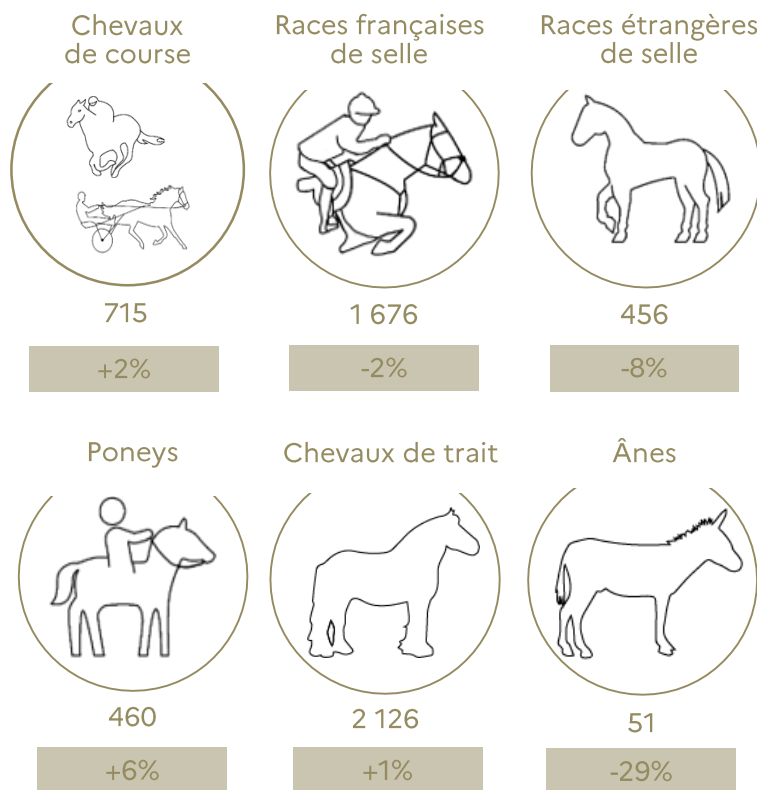 Chevaux
de course
Races françaises
de selle
Races étrangères
de selle
715
1 676
456
+2%
-2%
-8%
Poneys
Chevaux de trait
Ânes
460
2 126
51
+6%
+1%
-29%